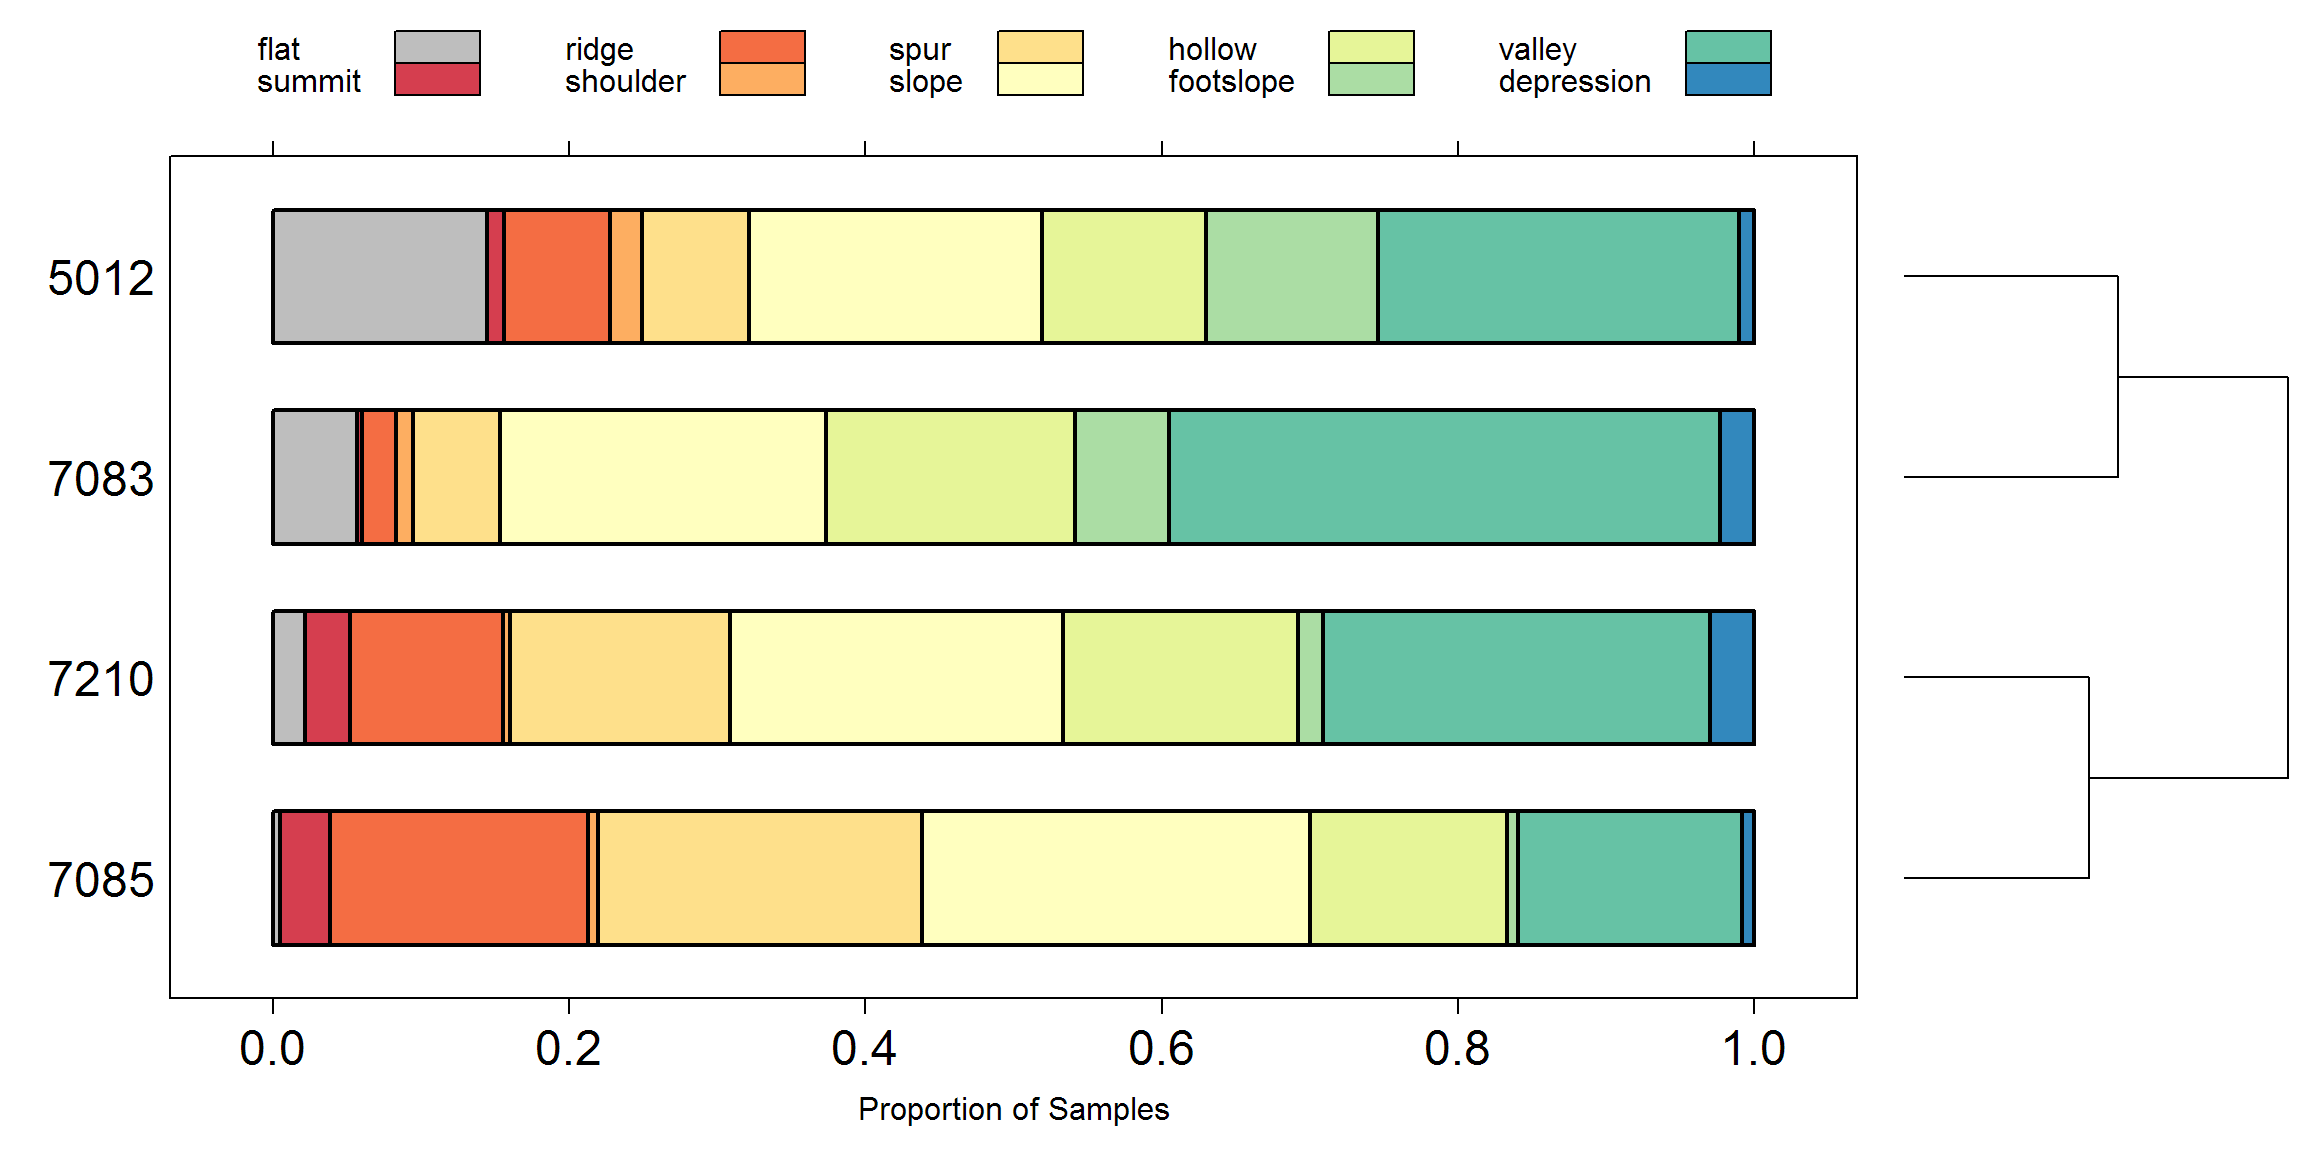 flat ridge spur hollow valley
summit shoulder slope footslope depression
5012
7083
7210
7085
0.0 0.2 0.4 0.6 0.8 1.0
Proportion of Samples